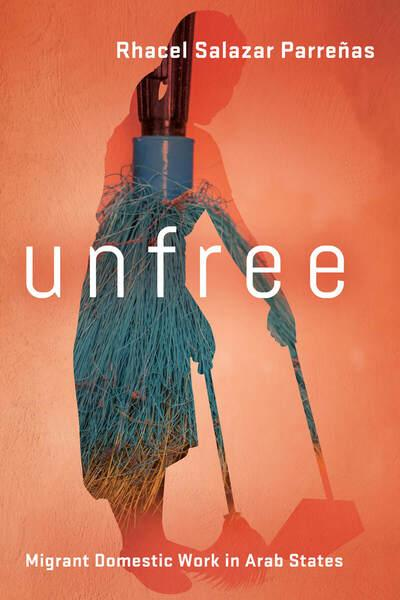 Rhacel Salazar Parreñas
unfree
Migrant Domestic Work in Arab States